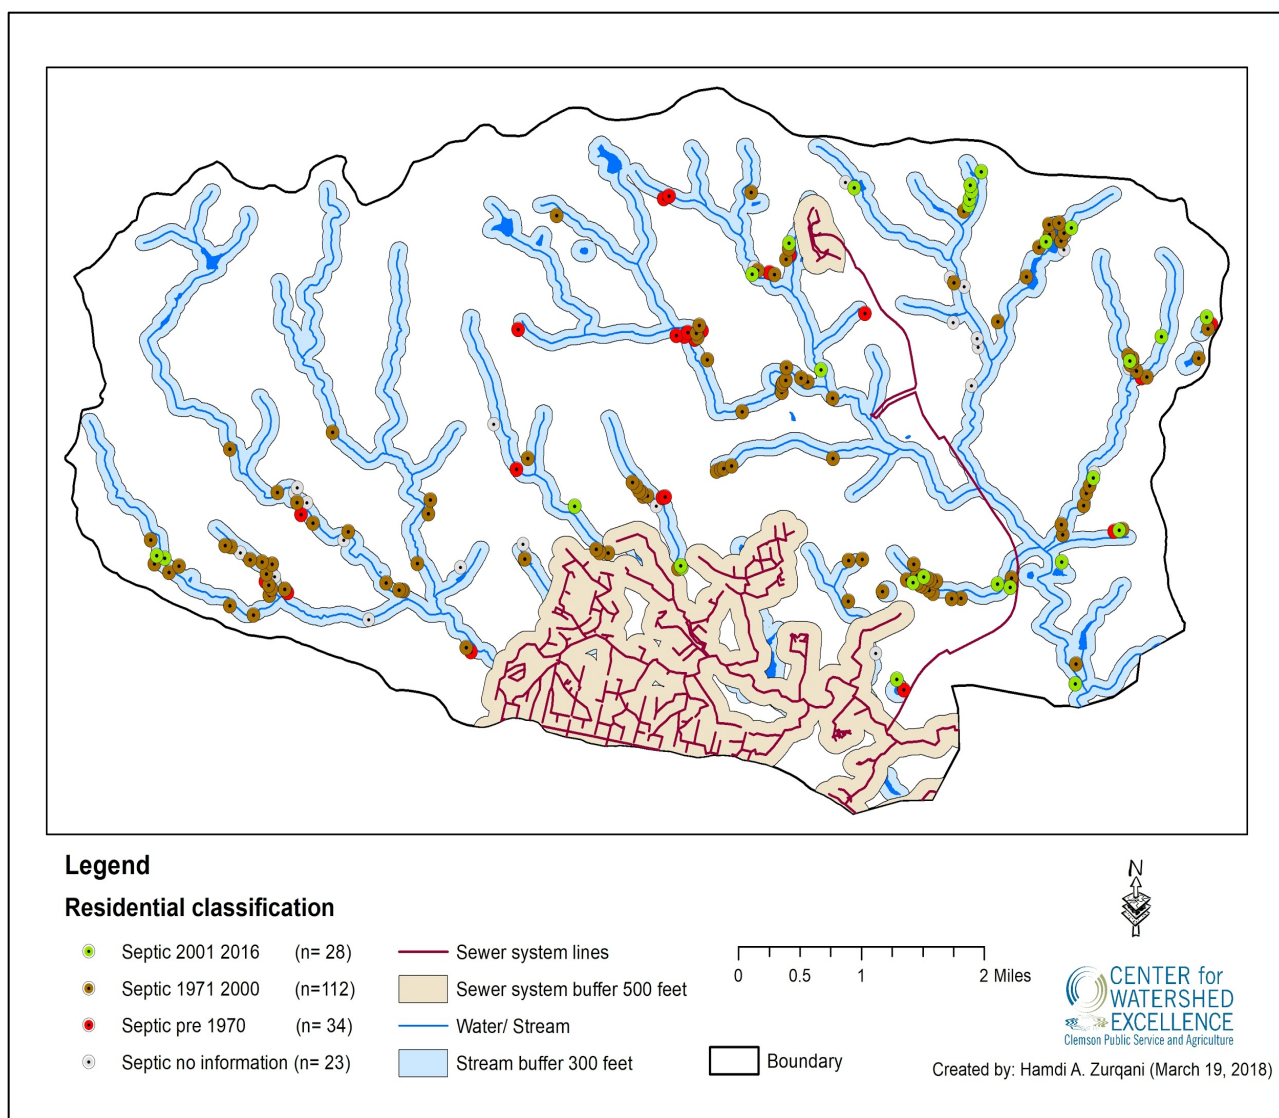 Legend
Residential classification
Septic 2001 2016 (n= 28)
Septic 1971 2000 (n=112)
Septic pre 1970 (n= 34)
Septic no information (n= 23)
Sewer system lines
Sewer system buffer 500 feet
Water/ Stream
Stream buffer 300 feet
0 0.5 1 2 Miles
Boundary
N
CENTER for
WATERSHED
EXCELLENCE
Clemson Public Service and Agriculture
Created by: Hamdi A. Zurqani (March 19, 2018)